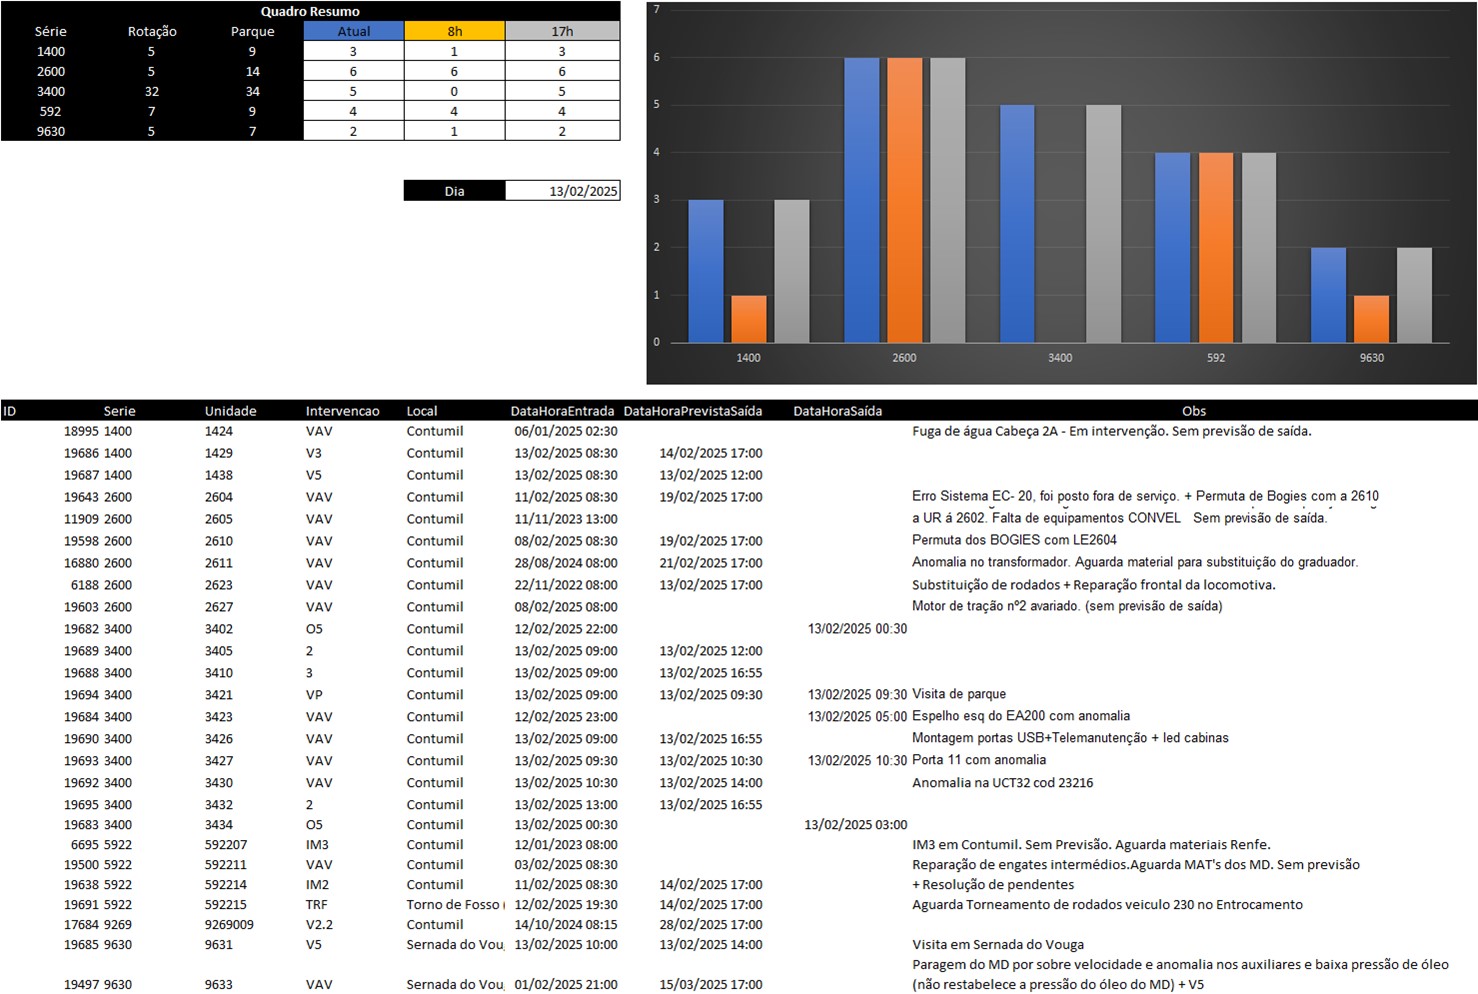 Quadro Resumo
Série Rotação Parque Atual 8h 17h
1400 5 9 3 1 3
2600 5 14 6 6 6
3400 32 34 5 0 5
592 7 9 4 4 4
9630 5 7 2 1 2
Dia 13/02/2025
7
6
5
4
3
2
1
0
1400 2600 3400 592 9630
ID Serie Unidade Intervencao Local DataHoraEntrada DataHoraPrevistaSaída DataHoraSaída Obs
18995 1400 1424 VAV Contumil 06/01/2025 02:30 Fuga de água Cabeça 2A - Em intervenção. Sem previsão de saída.
19686 1400 1429 V3 Contumil 13/02/2025 08:30 14/02/2025 17:00
19687 1400 1438 V5 Contumil 13/02/2025 08:30 13/02/2025 12:00
19643 2600 2604 VAV Contumil 11/02/2025 08:30 19/02/2025 17:00 Erro Sistema EC- 20, foi posto fora de serviço. + Permuta de Bogies com a 2610
11909 2600 2605 VAV Contumil 11/11/2023 13:00 a UR á 2602. Falta de equipamentos CONVEL Sem previsão de saída.
19598 2600 2610 VAV Contumil 08/02/2025 08:30 19/02/2025 17:00 Permuta dos BOGIES com LE2604
16880 2600 2611 VAV Contumil 28/08/2024 08:00 21/02/2025 17:00 Anomalia no transformador. Aguarda material para substituição do graduador.
6188 2600 2623 VAV Contumil 22/11/2022 08:00 13/02/2025 17:00 Substituição de rodados + Reparação frontal da locomotiva.
19603 2600 2627 VAV Contumil 08/02/2025 08:00 Motor de tração nº2 avariado. (sem previsão de saída)
19682 3400 3402 O5 Contumil 12/02/2025 22:00 13/02/2025 00:30
19689 3400 3405 2 Contumil 13/02/2025 09:00 13/02/2025 12:00
19688 3400 3410 3 Contumil 13/02/2025 09:00 13/02/2025 16:55
19694 3400 3421 VP Contumil 13/02/2025 09:00 13/02/2025 09:30 13/02/2025 09:30 Visita de parque
19684 3400 3423 VAV Contumil 12/02/2025 23:00 13/02/2025 05:00 Espelho esq do EA200 com anomalia
19690 3400 3426 VAV Contumil 13/02/2025 09:00 13/02/2025 16:55 Montagem portas USB+Telemanutenção + led cabinas
19693 3400 3427 VAV Contumil 13/02/2025 09:30 13/02/2025 10:30 13/02/2025 10:30 Porta 11 com anomalia
19692 3400 3430 VAV Contumil 13/02/2025 10:30 13/02/2025 14:00 Anomalia na UCT32 cod 23216
19695 3400 3432 2 Contumil 13/02/2025 13:00 13/02/2025 16:55
19683 3400 3434 O5 Contumil 13/02/2025 00:30 13/02/2025 03:00
6695 5922 592207 IM3 Contumil 12/01/2023 08:00 IM3 em Contumil. Sem Previsão. Aguarda materiais Renfe.
19500 5922 592211 VAV Contumil 03/02/2025 08:30 Reparação de engates intermédios.Aguarda MAT's dos MD. Sem previsão
19638 5922 592214 IM2 Contumil 11/02/2025 08:30 14/02/2025 17:00 + Resolução de pendentes
19691 5922 592215 TRF Torno de Fosso ( 12/02/2025 19:30 14/02/2025 17:00 Aguarda Torneamento de rodados veiculo 230 no Entrocamento
17684 9269 9269009 V2.2 Contumil 14/10/2024 08:15 28/02/2025 17:00
19685 9630 9631 V5 Sernada do Vou 13/02/2025 10:00 13/02/2025 14:00 Visita em Sernada do Vouga
Paragem do MD por sobre velocidade e anomalia nos auxiliares e baixa pressão de óleo
19497 9630 9633 VAV Sernada do Vou 01/02/2025 21:00 15/03/2025 17:00 (não restabelece a pressão do óleo do MD) + V5